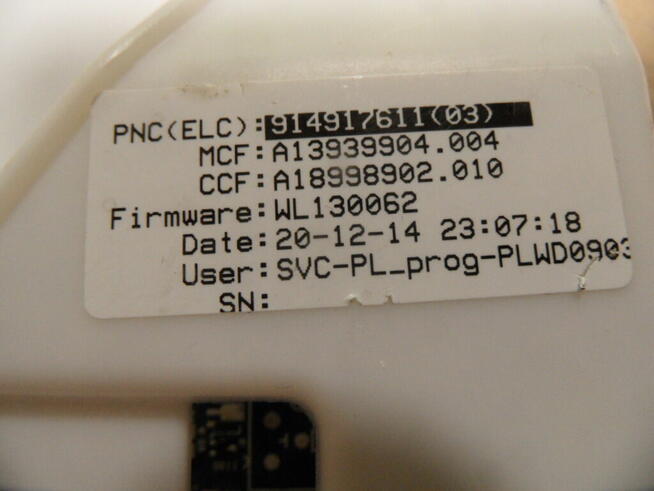 PNC(ELC):914917611(03)
MCF:A13939904.004
CCF:A18998902.010
Firmware:WL130062
Date:20-12-14 23:07:18
User:SVC-PL_prog-PLWD0903
SN: